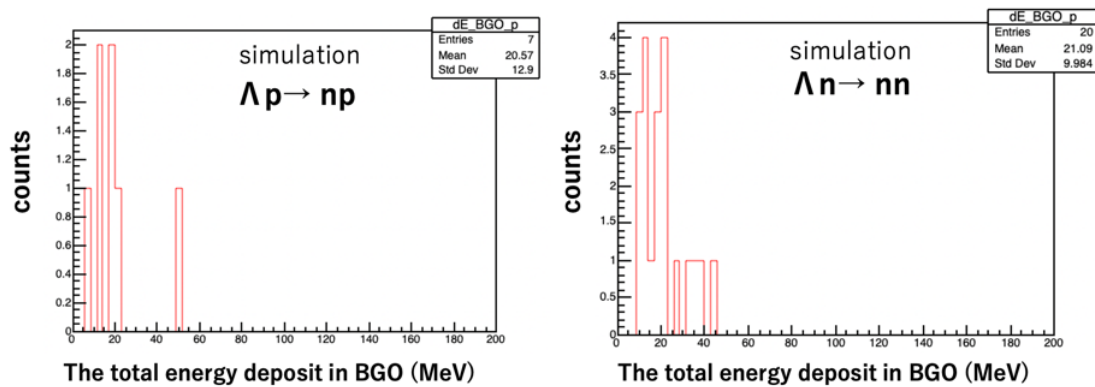 dE_BGO_p
Entries 7
Mean 20.57
Std Dev 12.9
simulation
Λp→ np
counts
2
1.8
1.6
1.4
1.2
1
0.8
0.6
0.4
0.2
0
0 20 40 60 80 100 120 140 160 180 200
The total energy deposit in BGO (MeV)
dE_BGO_p
Entries 20
Mean 21.09
Std Dev 9.984
simulation
Λn→ nn
counts
4
3.5
3
2.5
2
1.5
1
0.5
0
0 20 40 60 80 100 120 140 160 180 200
The total energy deposit in BGO (MeV)